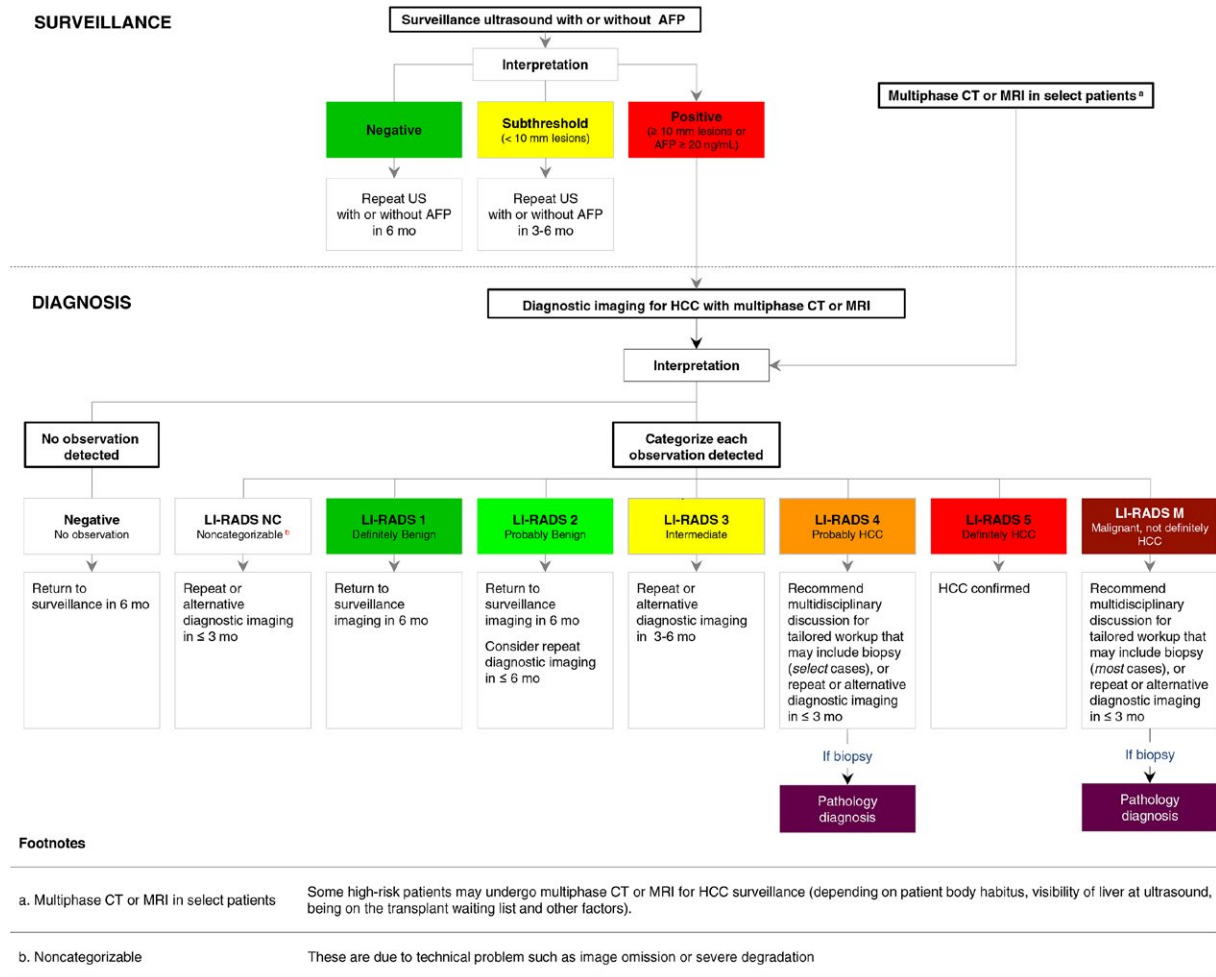 SURVEILLANCE
Surveillance ultrasound with or without AFP
Interpretation
Multiphase CT or MRI in select patients a
Negative
Subthreshold
(< 10 mm lesions)
Positive
(≥ 10 mm lesions or
AFP ≥ 20 ng/mL)
Repeat US
with or without AFP
in 6 mo
Repeat US
with or without AFP
in 3-6 mo
DIAGNOSIS
Diagnostic imaging for HCC with multiphase CT or MRI
Interpretation
No observation
detected
Categorize each
observation detected
Negative
No observation
LI-RADS NC
Noncategorizable b
LI-RADS 1
Definitely Benign
LI-RADS 2
Probably Benign
LI-RADS 3
Intermediate
LI-RADS 4
Probably HCC
LI-RADS 5
Definitely HCC
LI-RADS M
Malignant, not definitely
HCC
Return to
surveillance in 6 mo
Repeat or
alternative
diagnostic imaging
in ≤ 3 mo
Return to
surveillance
imaging in 6 mo
Return to
surveillance
imaging in 6 mo
Consider repeat
diagnostic imaging
in ≤ 6 mo
Repeat or
alternative
diagnostic imaging
in 3-6 mo
Recommend
multidisciplinary
discussion for
tailored workup that
may include biopsy
(select cases), or
repeat or alternative
diagnostic imaging
in ≤ 3 mo
HCC confirmed
Recommend
multidisciplinary
discussion for
tailored workup that
may include biopsy
(most cases), or
repeat or alternative
diagnostic imaging
in ≤ 3 mo
If biopsy
If biopsy
Pathology
diagnosis
Pathology
diagnosis
Footnotes
a. Multiphase CT or MRI in select patients
Some high-risk patients may undergo multiphase CT or MRI for HCC surveillance (depending on patient body habitus, visibility of liver at ultrasound,
being on the transplant waiting list and other factors).
b. Noncategorizable
These are due to technical problem such as image omission or severe degradation